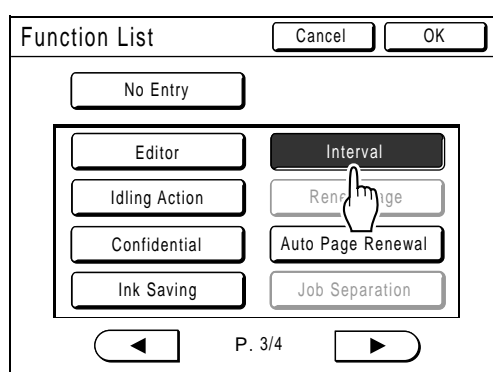 Function List
Cancel
OK
No Entry
Editor
Interval
Idling Action
Confidential
Auto Page Renewal
Ink Saving
Job Separation
P. 3/4